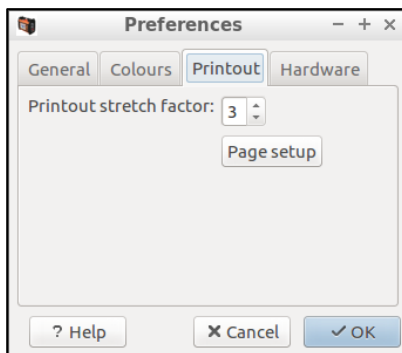 Preferences
General Colours Printout Hardware
Printout stretch factor: 3
Page setup
? Help Cancel OK